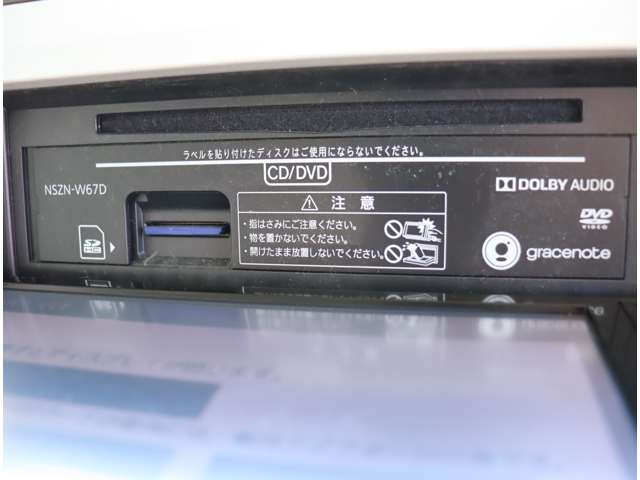 ラベルを貼り付けたディスクはご使用にならないでください。
CD/DVD
NSZN-W67D
注意
・指はさみにご注意ください。
・物を置かないでください。
・開けたまま放置しないでください。
DOLBY AUDIO
DVD
VIDEO
gracenote
SD